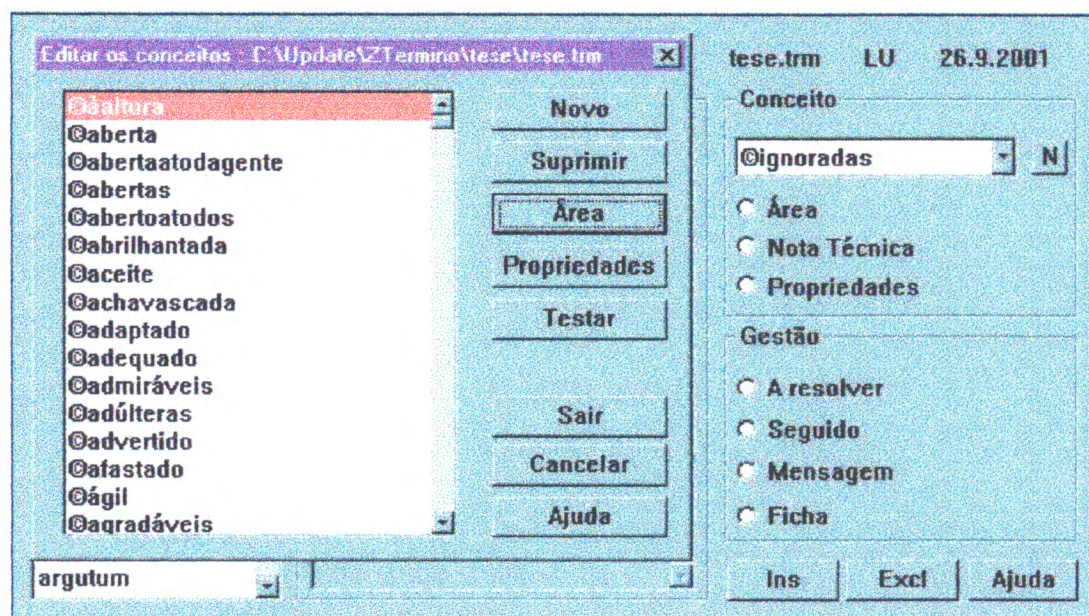 Editar os conceitos - C:\Update\ZTermino\tese\tese.trm
©àaltura
©aberta
©abertaatodagente
©abertas
©abertoatodos
©abrilhantada
©aceite
©achavascada
©adaptado
©adequado
©admiráveis
©adúlteras
©advertido
©afastado
©ágil
©agradáveis
Novo
Suprimir
Área
Propriedades
Testar
Sair
Cancelar
Ajuda
argutum
tese.trm LU 26.9.2001
Conceito
©ignoradas N
Área
Nota Técnica
Propriedades
Gestão
A resolver
Seguido
Mensagem
Ficha
Ins Excl Ajuda